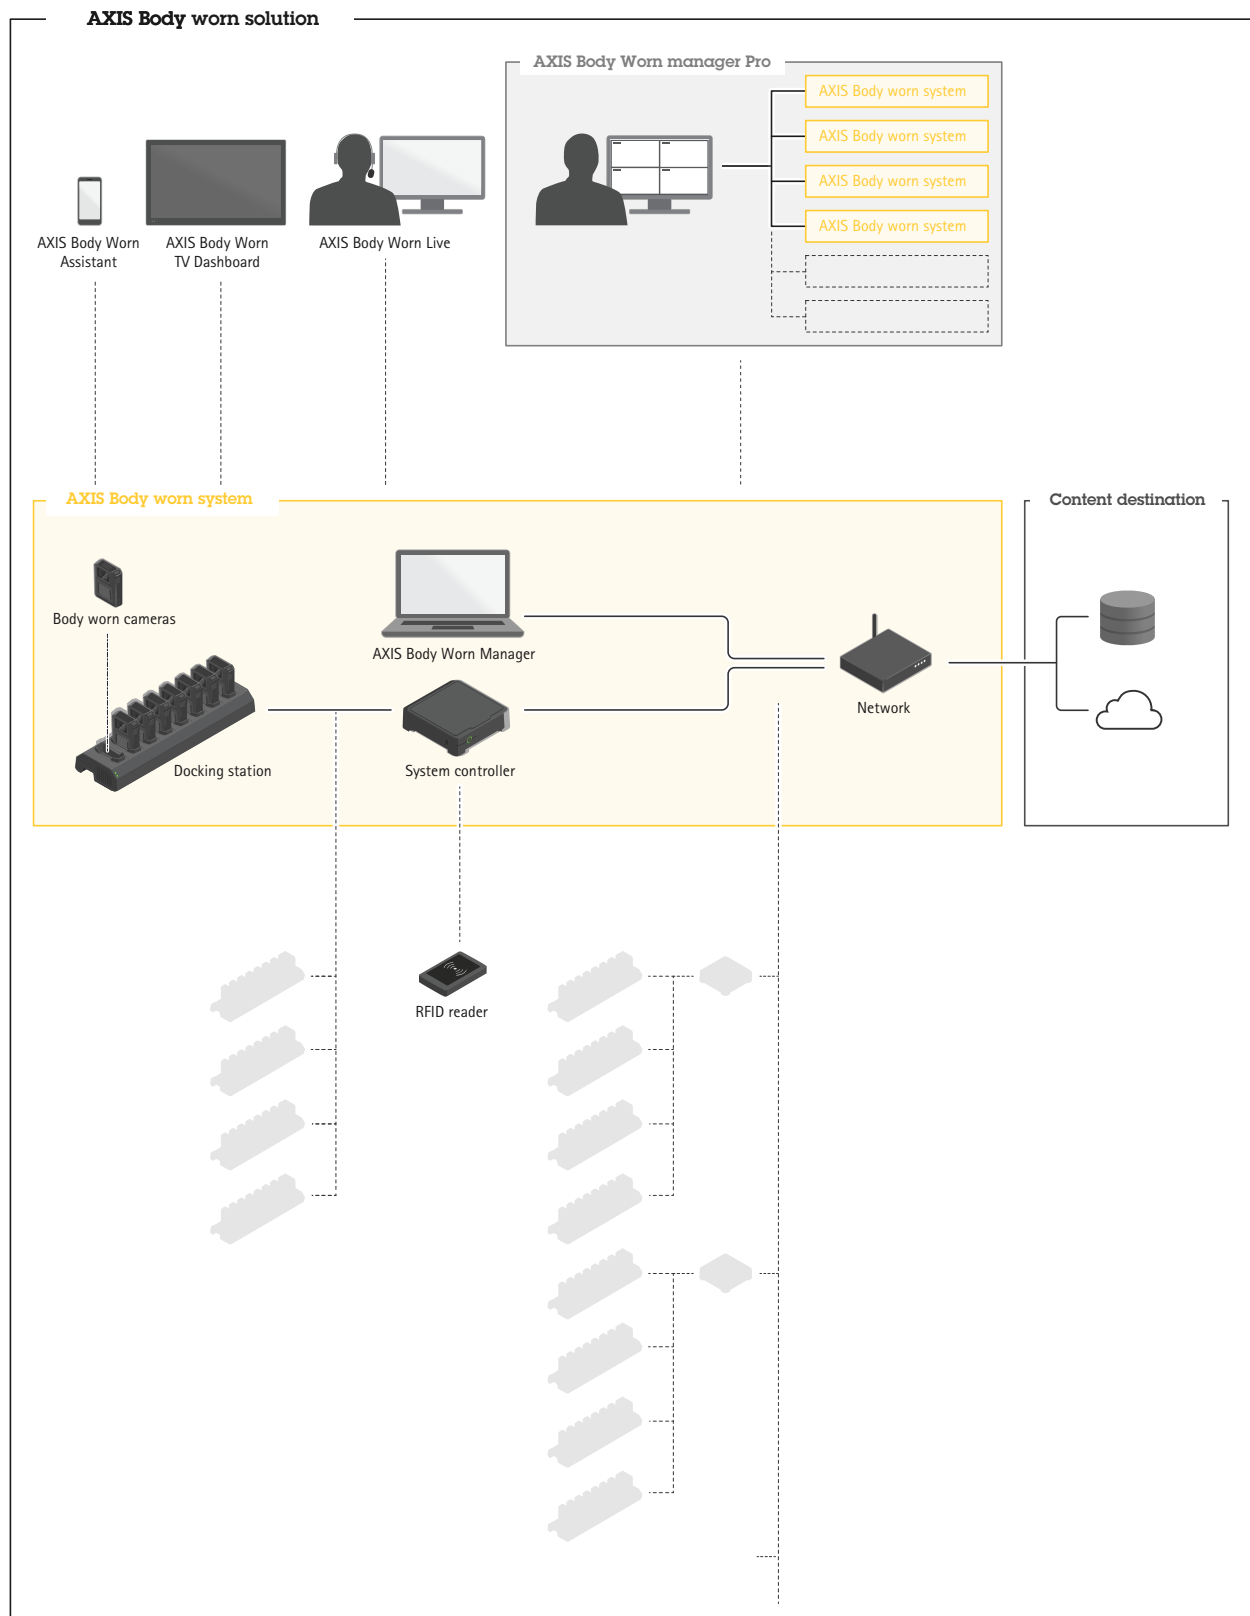 AXIS Body worn solution
AXIS Body Worn manager Pro
AXIS Body worn system
AXIS Body worn system
AXIS Body worn system
AXIS Body worn system
AXIS Body Worn
Assistant
AXIS Body Worn
TV Dashboard
AXIS Body Worn Live
AXIS Body worn system
Content destination
Body worn cameras
AXIS Body Worn Manager
Network
Docking station
System controller
RFID reader